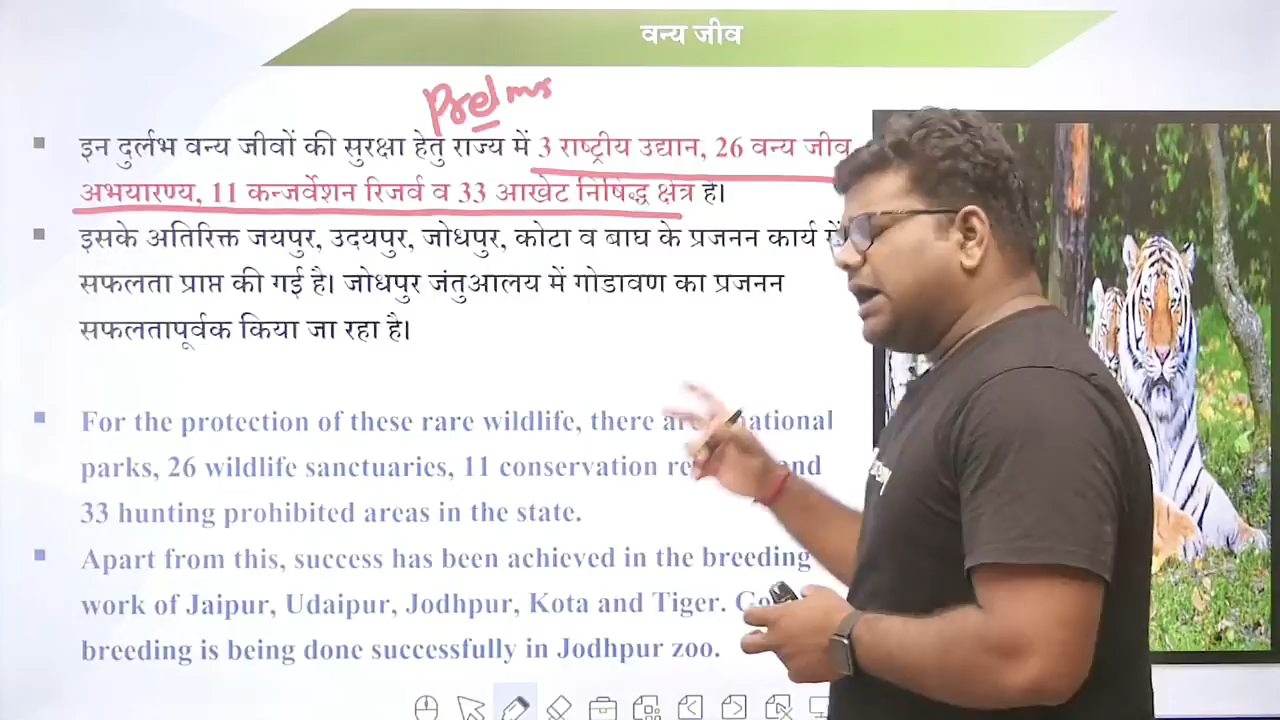 वन्य जीव
Prelims
इन दुर्लभ वन्य जीवों की सुरक्षा हेतु राज्य में 3 राष्ट्रीय उद्यान, 26 वन्य जीव
अभयारण्य, 11 कन्जर्वेशन रिजर्व व 33 आखेट निषिद्ध क्षेत्र है।
इसके अतिरिक्त जयपुर, उदयपुर, जोधपुर, कोटा व बाघ के प्रजनन कार्य में
सफलता प्राप्त की गई है। जोधपुर जंतुआलय में गोडावण का प्रजनन
सफलतापूर्वक किया जा रहा है।
For the protection of these rare wildlife, there national
parks, 26 wildlife sanctuaries, 11 conservation and
33 hunting prohibited areas in the state.
Apart from this, success has been achieved in the breeding
work of Jaipur, Udaipur, Jodhpur, Kota and Tiger.
breeding is being done successfully in Jodhpur zoo.